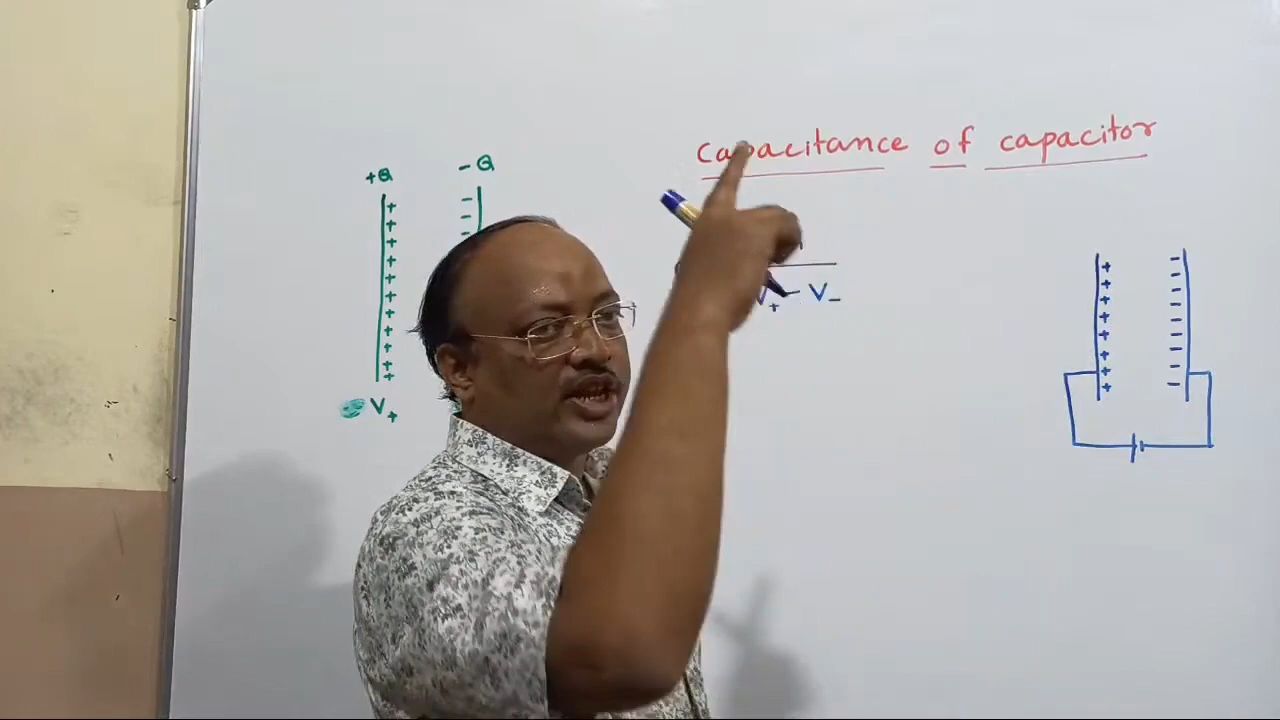 Capacitance of capacitor
+Q -Q
V+ - V-
V+